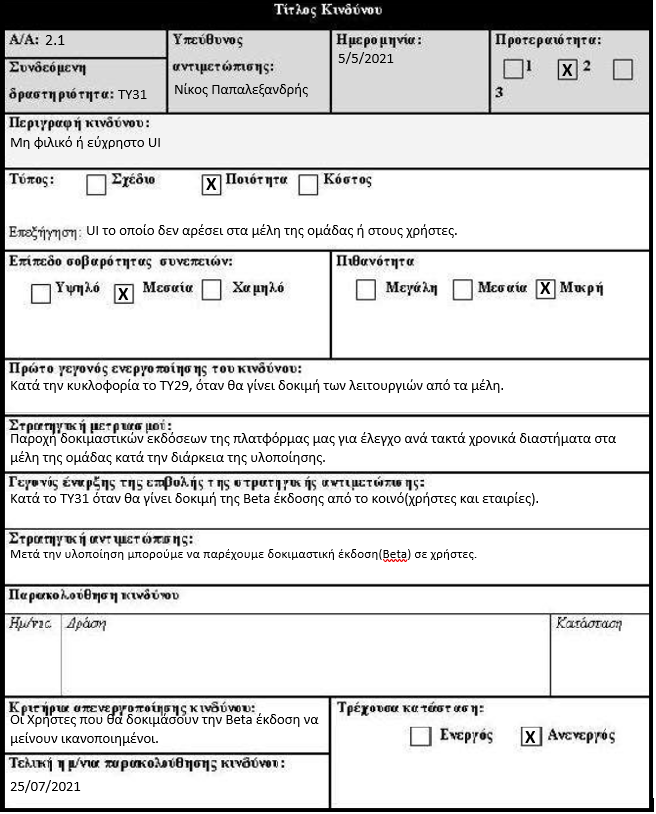 Τίτλος Κινδύνου
Α/Α: 2.1
Συνδεόμενη
δραστηριότητα: ΤΥ31
Υπεύθυνος
αντιμετώπισης:
Νίκος Παπαλεξανδρής
Ημερομηνία:
5/5/2021
Προτεραιότητα:
1 X 2
3
Περιγραφή κινδύνου:
Μη φιλικό ή εύχρηστο UI
Τύπος: Σχέδιο X Ποιότητα Κόστος
Επεξήγηση: UI το οποίο δεν αρέσει στα μέλη της ομάδας ή στους χρήστες.
Επίπεδο σοβαρότητας συνεπειών:
Υψηλό X Μεσαία Χαμηλό
Πιθανότητα
Μεγάλη Μεσαία X Μικρή
Πρώτο γεγονός ενεργοποίησης του κινδύνου:
Κατά την κυκλοφορία το ΤΥ29, όταν θα γίνει δοκιμή των λειτουργιών από τα μέλη.
Στρατηγική μετριασμού:
Παροχή δοκιμαστικών εκδόσεων της πλατφόρμας μας για έλεγχο ανά τακτά χρονικά διαστήματα στα
μέλη της ομάδας κατά την διάρκεια της υλοποίησης.
Γεγονός έναρξης της επιβολής της στρατηγικής αντιμετώπισης:
Κατά το ΤΥ31 όταν θα γίνει δοκιμή της Beta έκδοσης από το κοινό(χρήστες και εταιρίες).
Στρατηγική αντιμετώπισης:
Μετά την υλοποίηση μπορούμε να παρέχουμε δοκιμαστική έκδοση(Beta) σε χρήστες.
Παρακολούθηση κινδύνου
Ημ/νια Δράση Κατάσταση
Κριτήρια απενεργοποίησης κινδύνου:
Οι Χρήστες που θα δοκιμάσουν την Beta έκδοση να
μείνουν ικανοποιημένοι.
Τελική ημ/νια παρακολούθησης κινδύνου:
25/07/2021
Τρέχουσα κατάσταση:
Ενεργός X Ανενεργός